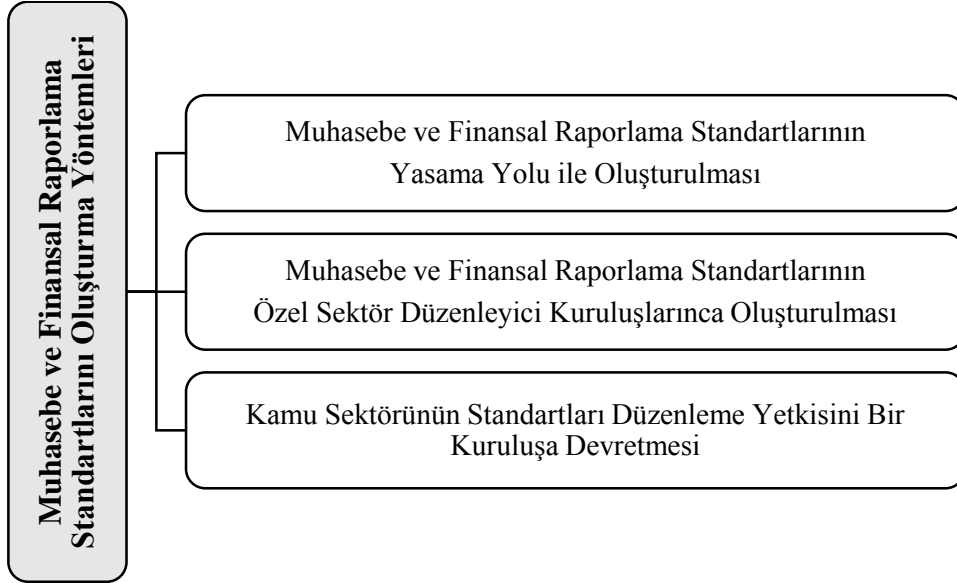 Muhasebe ve Finansal Raporlama
Standartlarını Oluşturma Yöntemleri
Muhasebe ve Finansal Raporlama Standartlarının
Yasama Yolu ile Oluşturulması
Muhasebe ve Finansal Raporlama Standartlarının
Özel Sektör Düzenleyici Kuruluşlarınca Oluşturulması
Kamu Sektörünün Standartları Düzenleme Yetkisini Bir
Kuruluşa Devretmesi